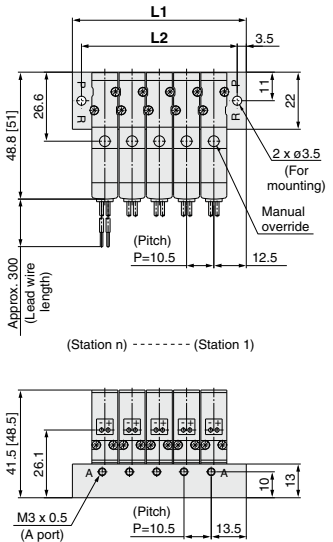 L1
L2
3.5
P
P
R
R
11
22
26.6
48.8 [51]
2 x ø3.5
(For
mounting)
Manual
override
Approx. 300
(Lead wire
length)
(Pitch)
P=10.5
12.5
(Station n) - - - - - - - (Station 1)
41.5 [48.5]
26.1
A
A
10
13
M3 x 0.5
(A port)
(Pitch)
P=10.5
13.5